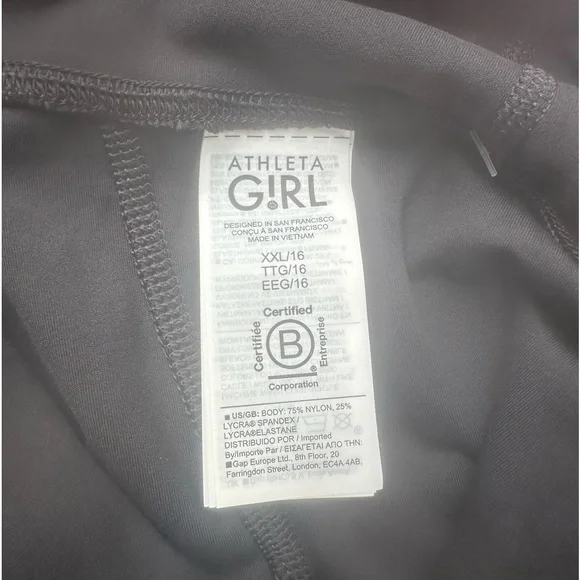 ATHLETA
G!RL
DESIGNED IN SAN FRANCISCO
CONÇU À SAN FRANCISCO
MADE IN VIETNAM
XXL/16
TTG/16
EEG/16
Certified
Certifiée
B
Entreprise
®
Corporation
■ US/GB: BODY: 75% NYLON, 25%
LYCRA® SPANDEX /
LYCRA®ELASTANE
DISTRIBUIDO POR / Imported
By/Importe Par / ΕΙΣΑΓΕΤΑΙ ΑΠΟ ΤΗΝ:
■Gap Europe Ltd., 8th Floor, 20
Farringdon Street, London, EC4A 4AB.